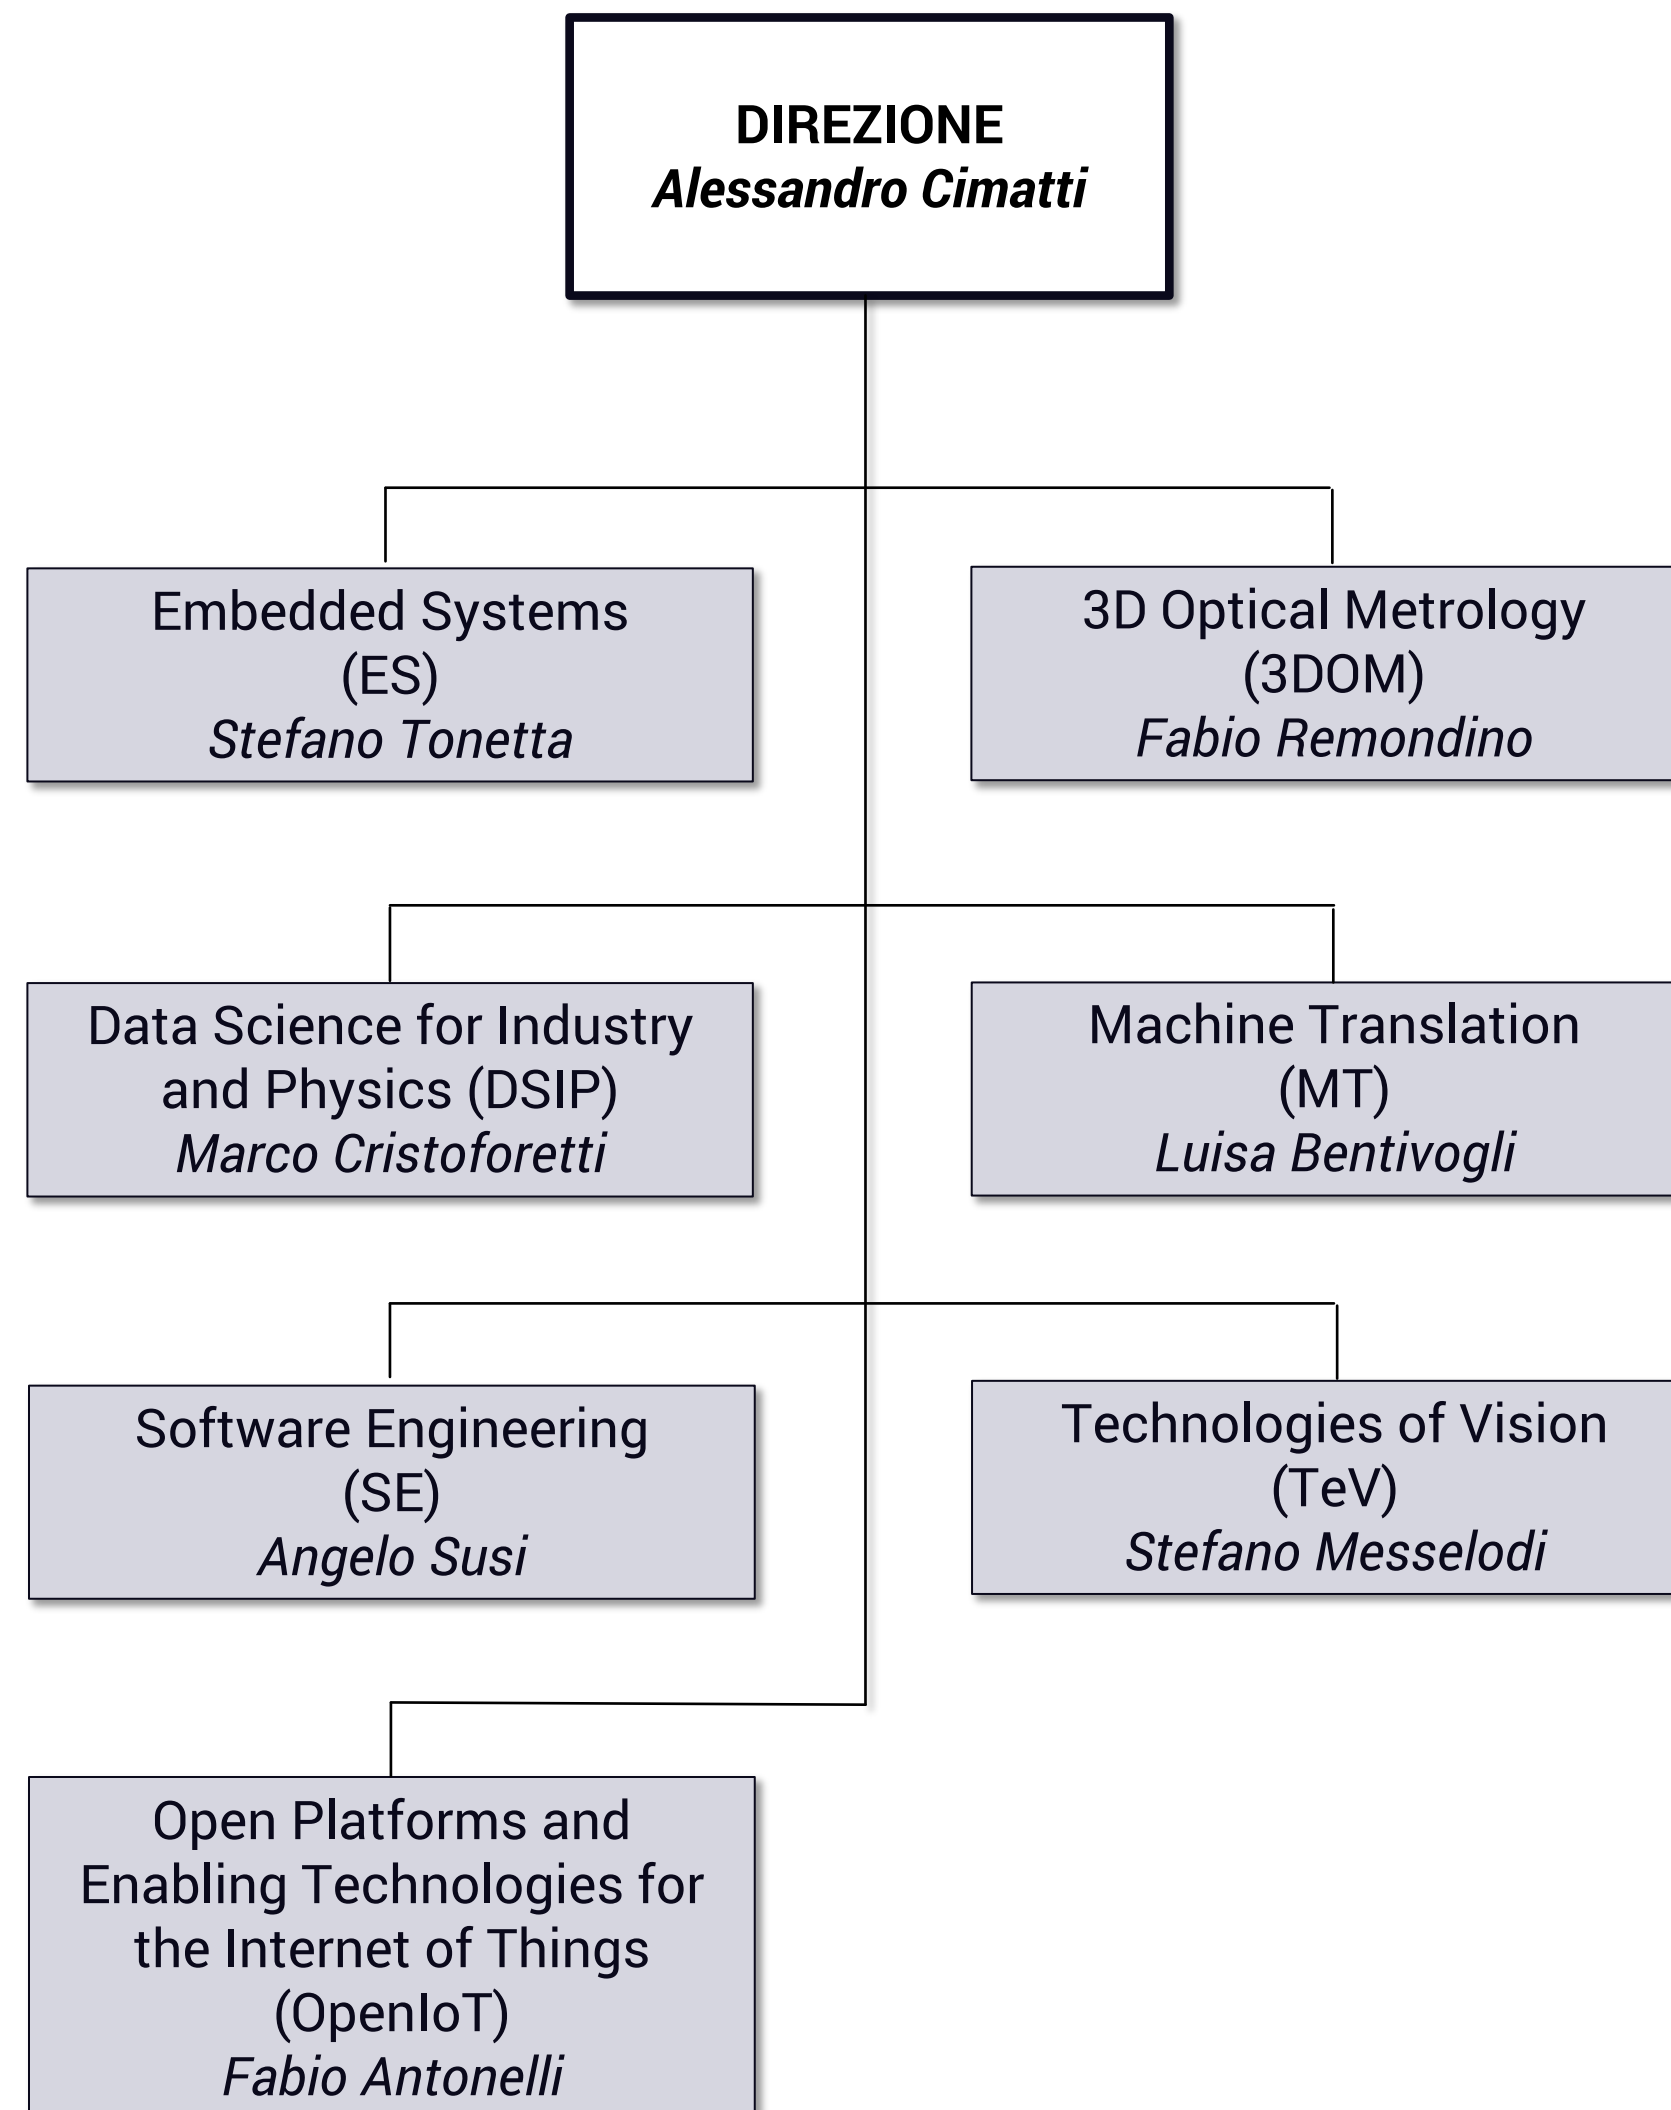 DIREZIONE
Alessandro Cimatti
Embedded Systems
(ES)
Stefano Tonetta
3D Optical Metrology
(3DOM)
Fabio Remondino
Data Science for Industry
and Physics (DSIP)
Marco Cristoforetti
Machine Translation
(MT)
Luisa Bentivogli
Software Engineering
(SE)
Angelo Susi
Technologies of Vision
(TeV)
Stefano Messelodi
Open Platforms and
Enabling Technologies for
the Internet of Things
(OpenIoT)
Fabio Antonelli